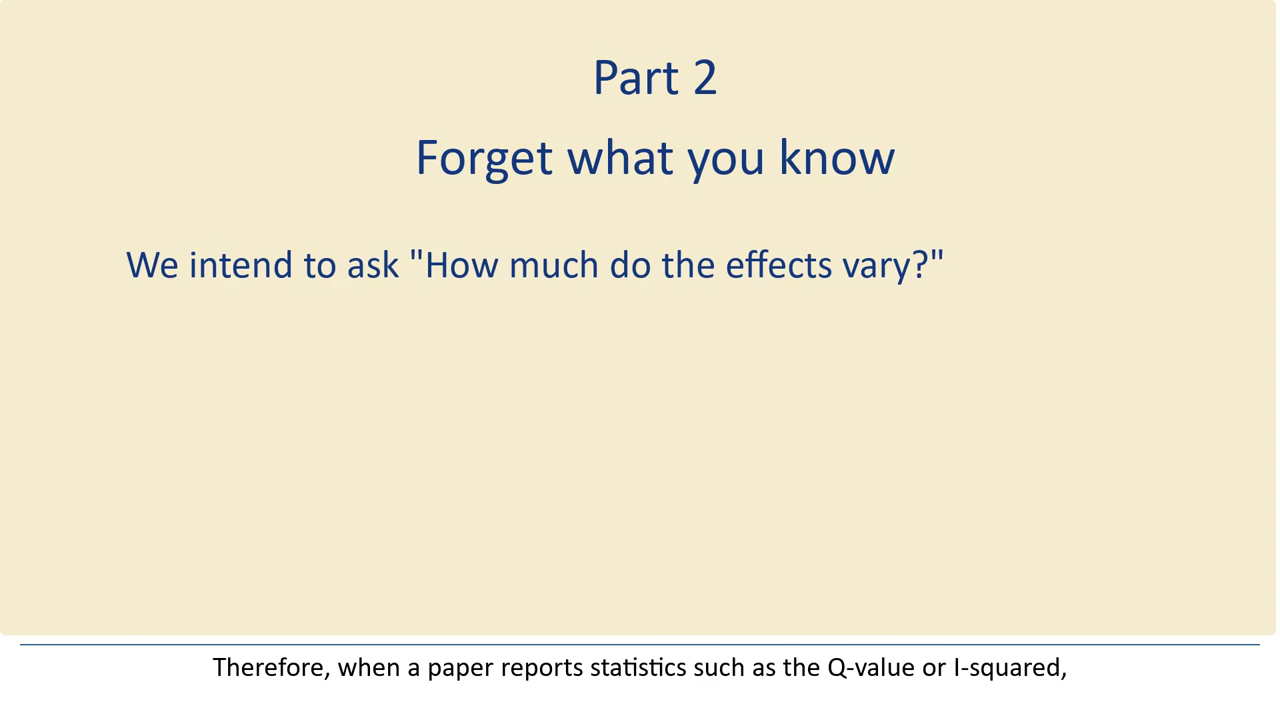 Part 2
Forget what you know
We intend to ask "How much do the effects vary?"
Therefore, when a paper reports statistics such as the Q-value or I-squared,